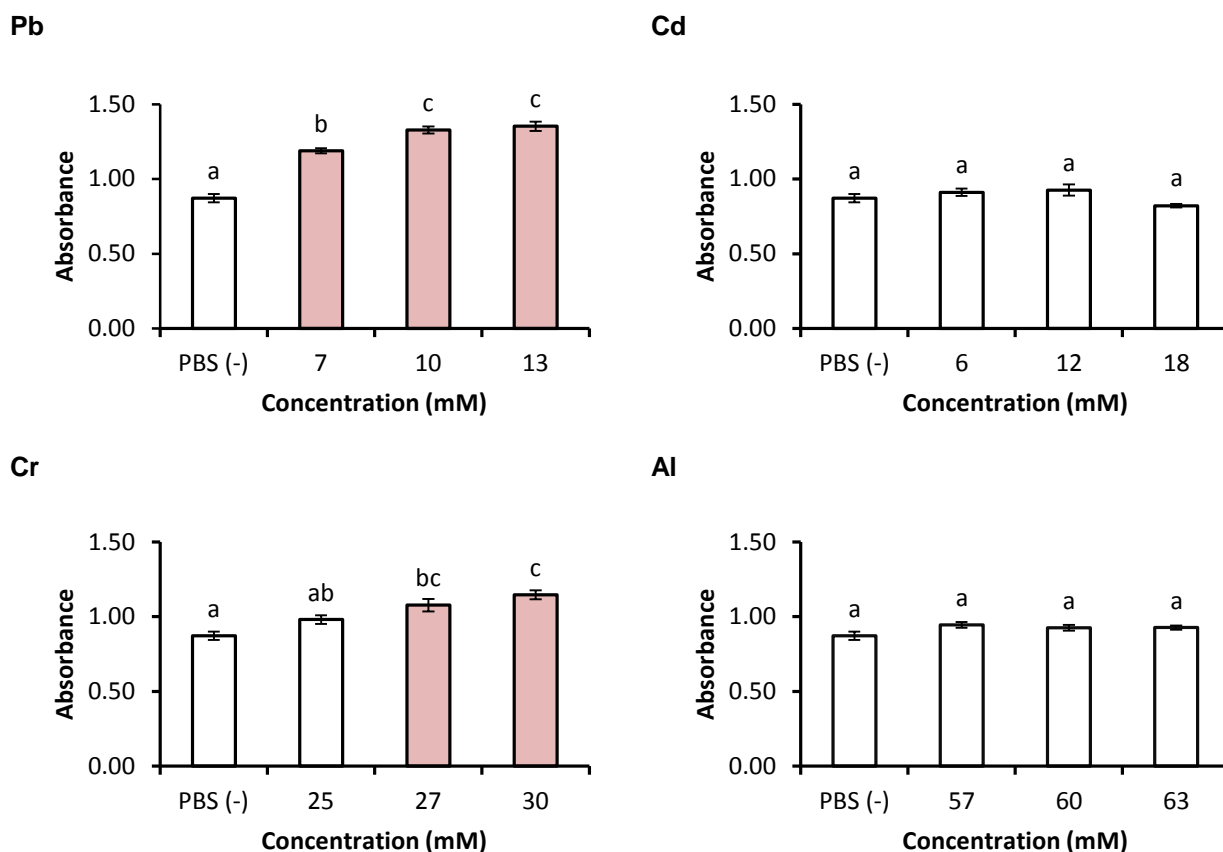 Pb
c
c
b
a
1.50
1.00
0.50
0.00
Absorbance
PBS (-) 7 10 13
Concentration (mM)
Cd
a
a
a
a
1.50
1.00
0.50
0.00
Absorbance
PBS (-) 6 12 18
Concentration (mM)
Cr
a
ab
bc
c
1.50
1.00
0.50
0.00
Absorbance
PBS (-) 25 27 30
Concentration (mM)
Al
a
a
a
a
1.50
1.00
0.50
0.00
Absorbance
PBS (-) 57 60 63
Concentration (mM)